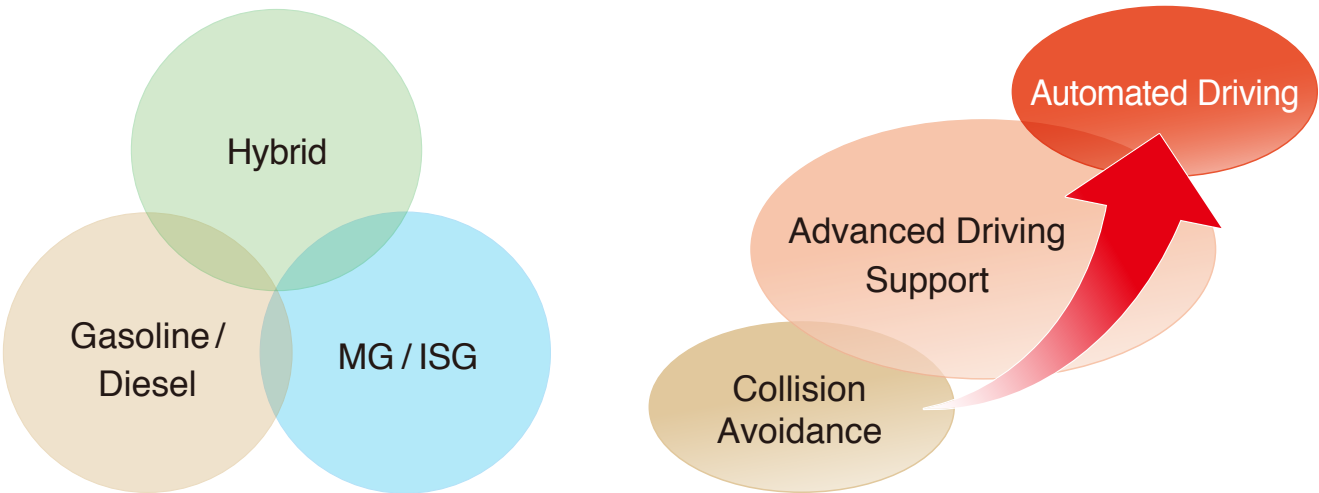 Hybrid
Gasoline /
Diesel
MG / ISG
Automated Driving
Advanced Driving
Support
Collision
Avoidance